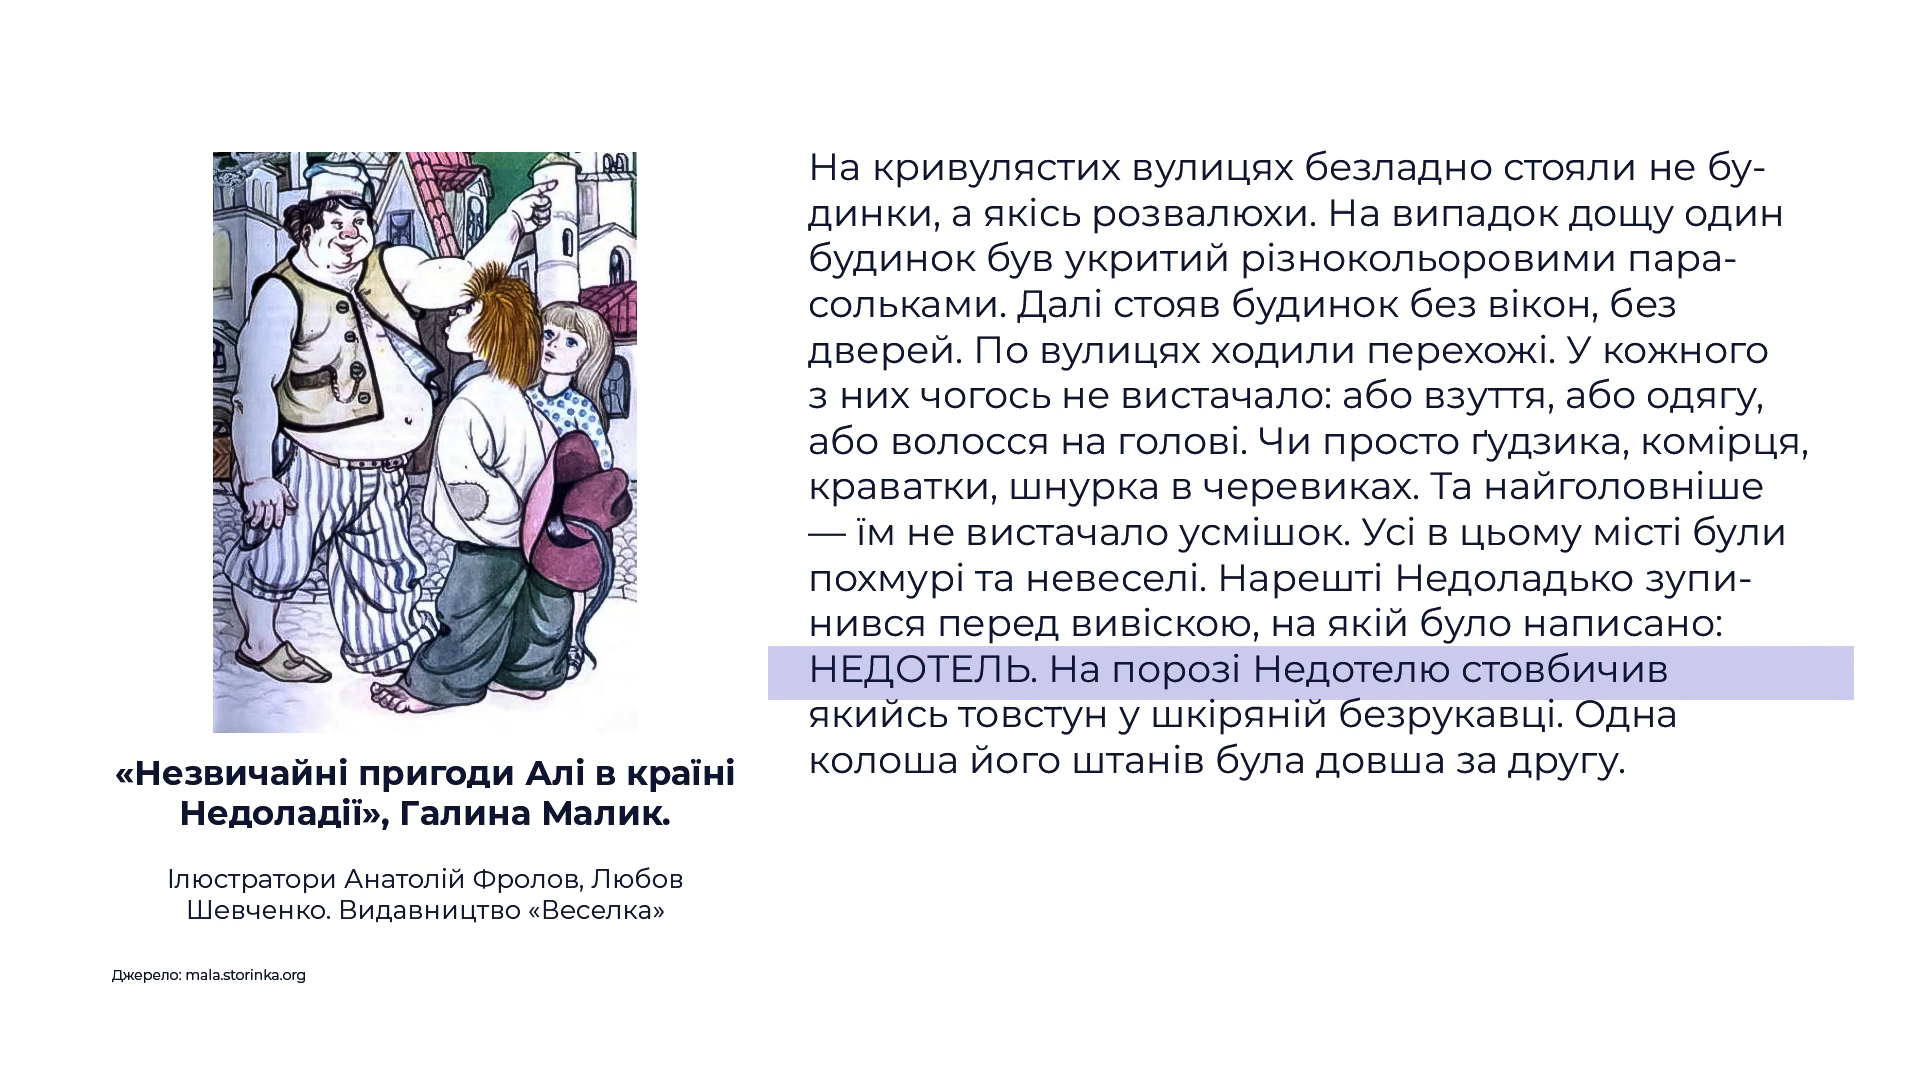 На кривулястих вулицях безладно стояли не бу-
динки, а якісь розвалюхи. На випадок дощу один
будинок був укритий різнокольоровими пара-
сольками. Далі стояв будинок без вікон, без
дверей. По вулицях ходили перехожі. У кожного
з них чогось не вистачало: або взуття, або одягу,
або волосся на голові. Чи просто ґудзика, комірця,
краватки, шнурка в черевиках. Та найголовніше
— їм не вистачало усмішок. Усі в цьому місті були
похмурі та невеселі. Нарешті Недоладько зупи-
нився перед вивіскою, на якій було написано:
НЕДОТЕЛЬ. На порозі Недотелю стовбичив
якийсь товстун у шкіряній безрукавці. Одна
колоша його штанів була довша за другу.
«Незвичайні пригоди Алі в країні
Недоладії», Галина Малик.
Ілюстратори Анатолій Фролов, Любов
Шевченко. Видавництво «Веселка»
Джерело: mala.storinka.org